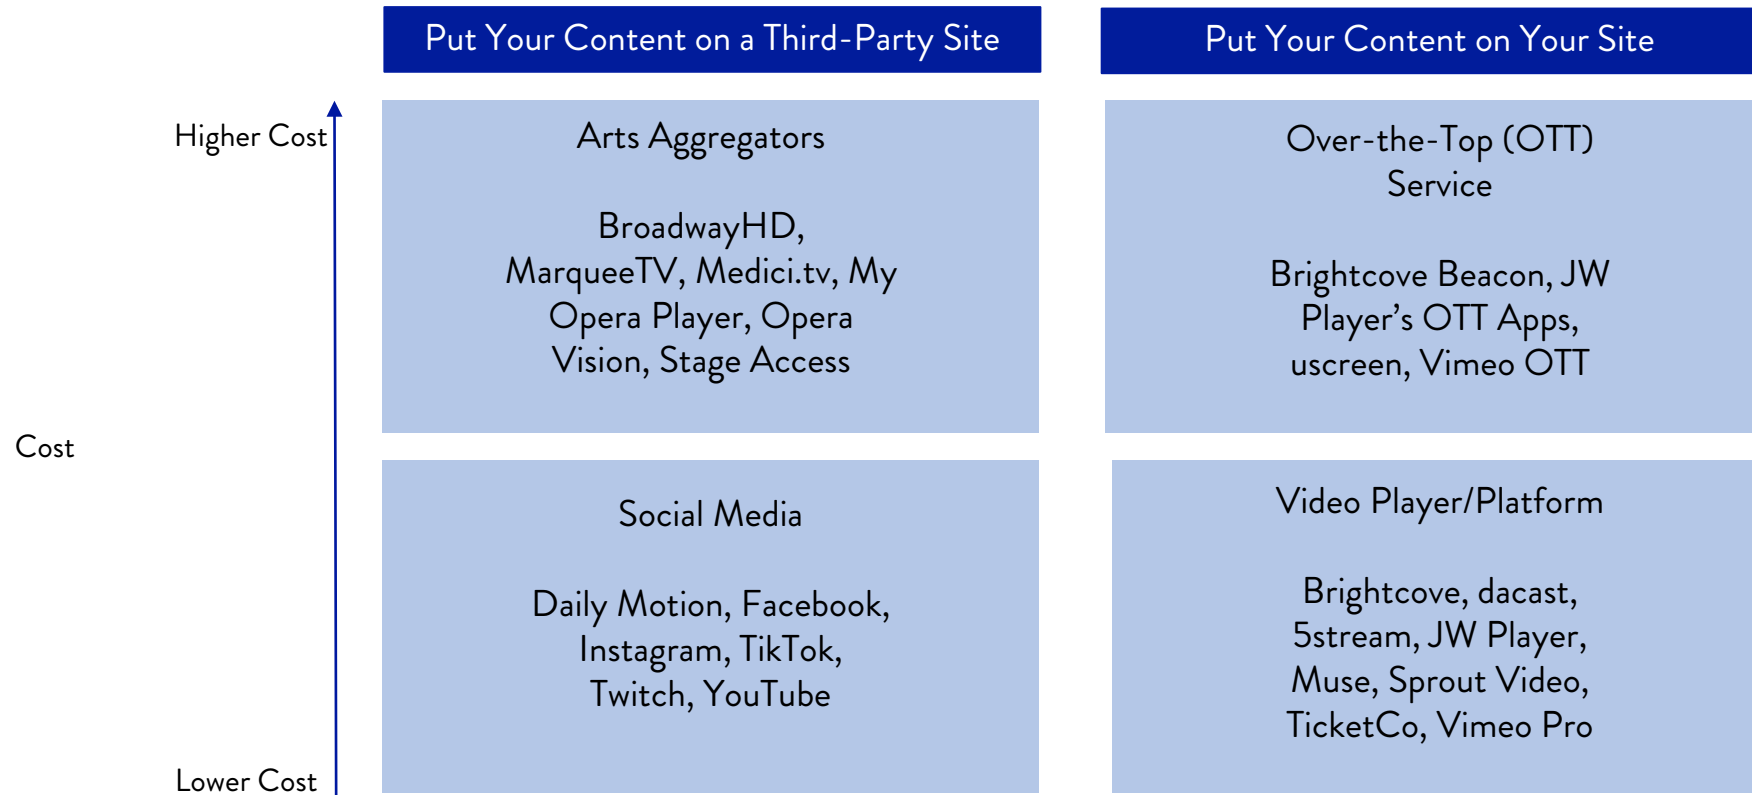 Put Your Content on a Third-Party Site
Put Your Content on Your Site
Higher Cost
Arts Aggregators
BroadwayHD,
MarqueeTV, Medici.tv, My
Opera Player, Opera
Vision, Stage Access
Over-the-Top (OTT)
Service
Brightcove Beacon, JW
Player’s OTT Apps,
uscreen, Vimeo OTT
Cost
Social Media
Daily Motion, Facebook,
Instagram, TikTok,
Twitch, YouTube
Video Player/Platform
Brightcove, dacast,
5stream, JW Player,
Muse, Sprout Video,
TicketCo, Vimeo Pro
Lower Cost